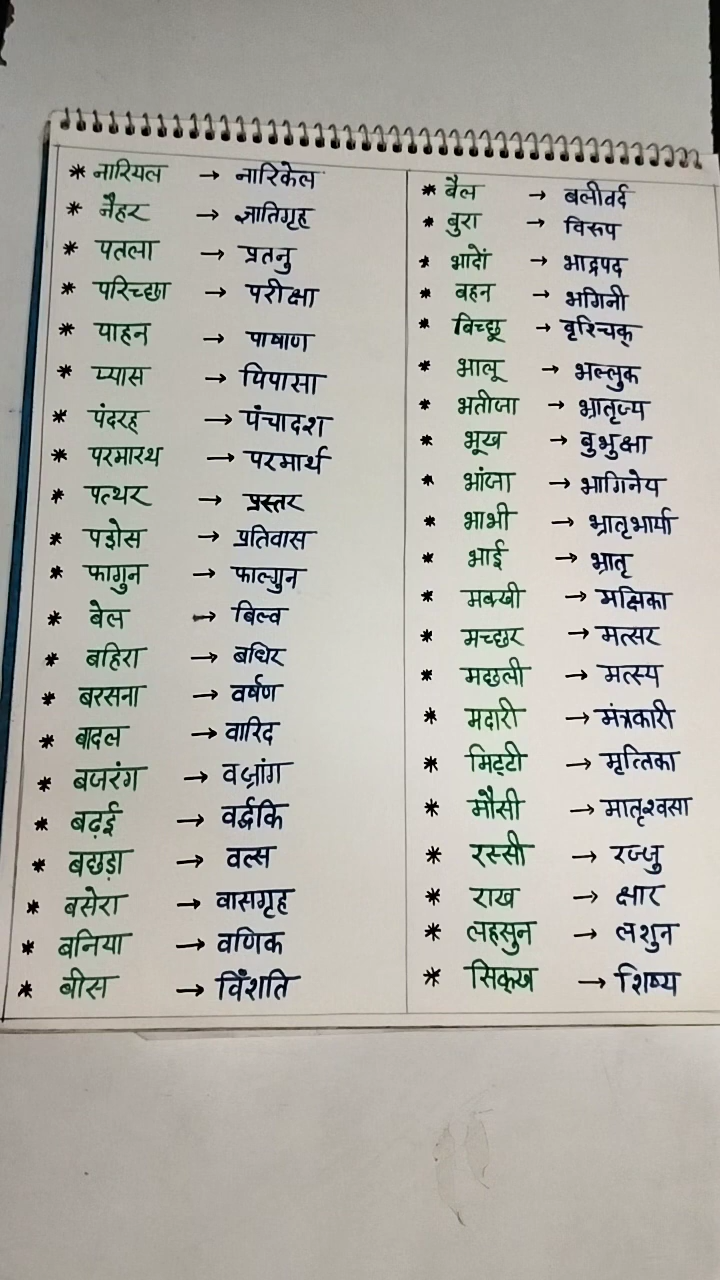 * नारियल → नारिकेल
* नैहर → ज्ञातिगृह
* पतला → प्रतनु
* परिच्छा → परीक्षा
* पाहन → पाषाण
* प्यास → पिपासा
* पंदरह → पंचादश
* परमारथ → परमार्थ
* पत्थर → प्रस्तर
* पड़ोस → प्रतिवास
* फागुन → फाल्गुन
* बेल → बिल्व
* बहिरा → बधिर
* बरसना → वर्षण
* बादल → वारिद
* बजरंग → वज्रांग
* बढ़ई → वर्द्धकि
* बछड़ा → वत्स
* बसेरा → वासगृह
* बनिया → वणिक
* बीस → विँशति
* बैल → बलीवर्द
* बुरा → विरूप
* भादों → भाद्रपद
* बहन → भगिनी
* बिच्छू → वृश्चिक्
* भालू → भल्लुक
* भतीजा → भ्रातृज्य
* भूख → बुभुक्षा
* भांजा → भागिनेय
* भाभी → भ्रातृभार्या
* भाई → भ्रातृ
* मक्खी → मक्षिका
* मच्छर → मत्सर
* मछली → मत्स्य
* मदारी → मंत्रकारी
* मिट्टी → मृत्तिका
* मौसी → मातृश्वसा
* रस्सी → रज्जु
* राख → क्षार
* लहसुन → लशुन
* सिक्ख → शिष्य